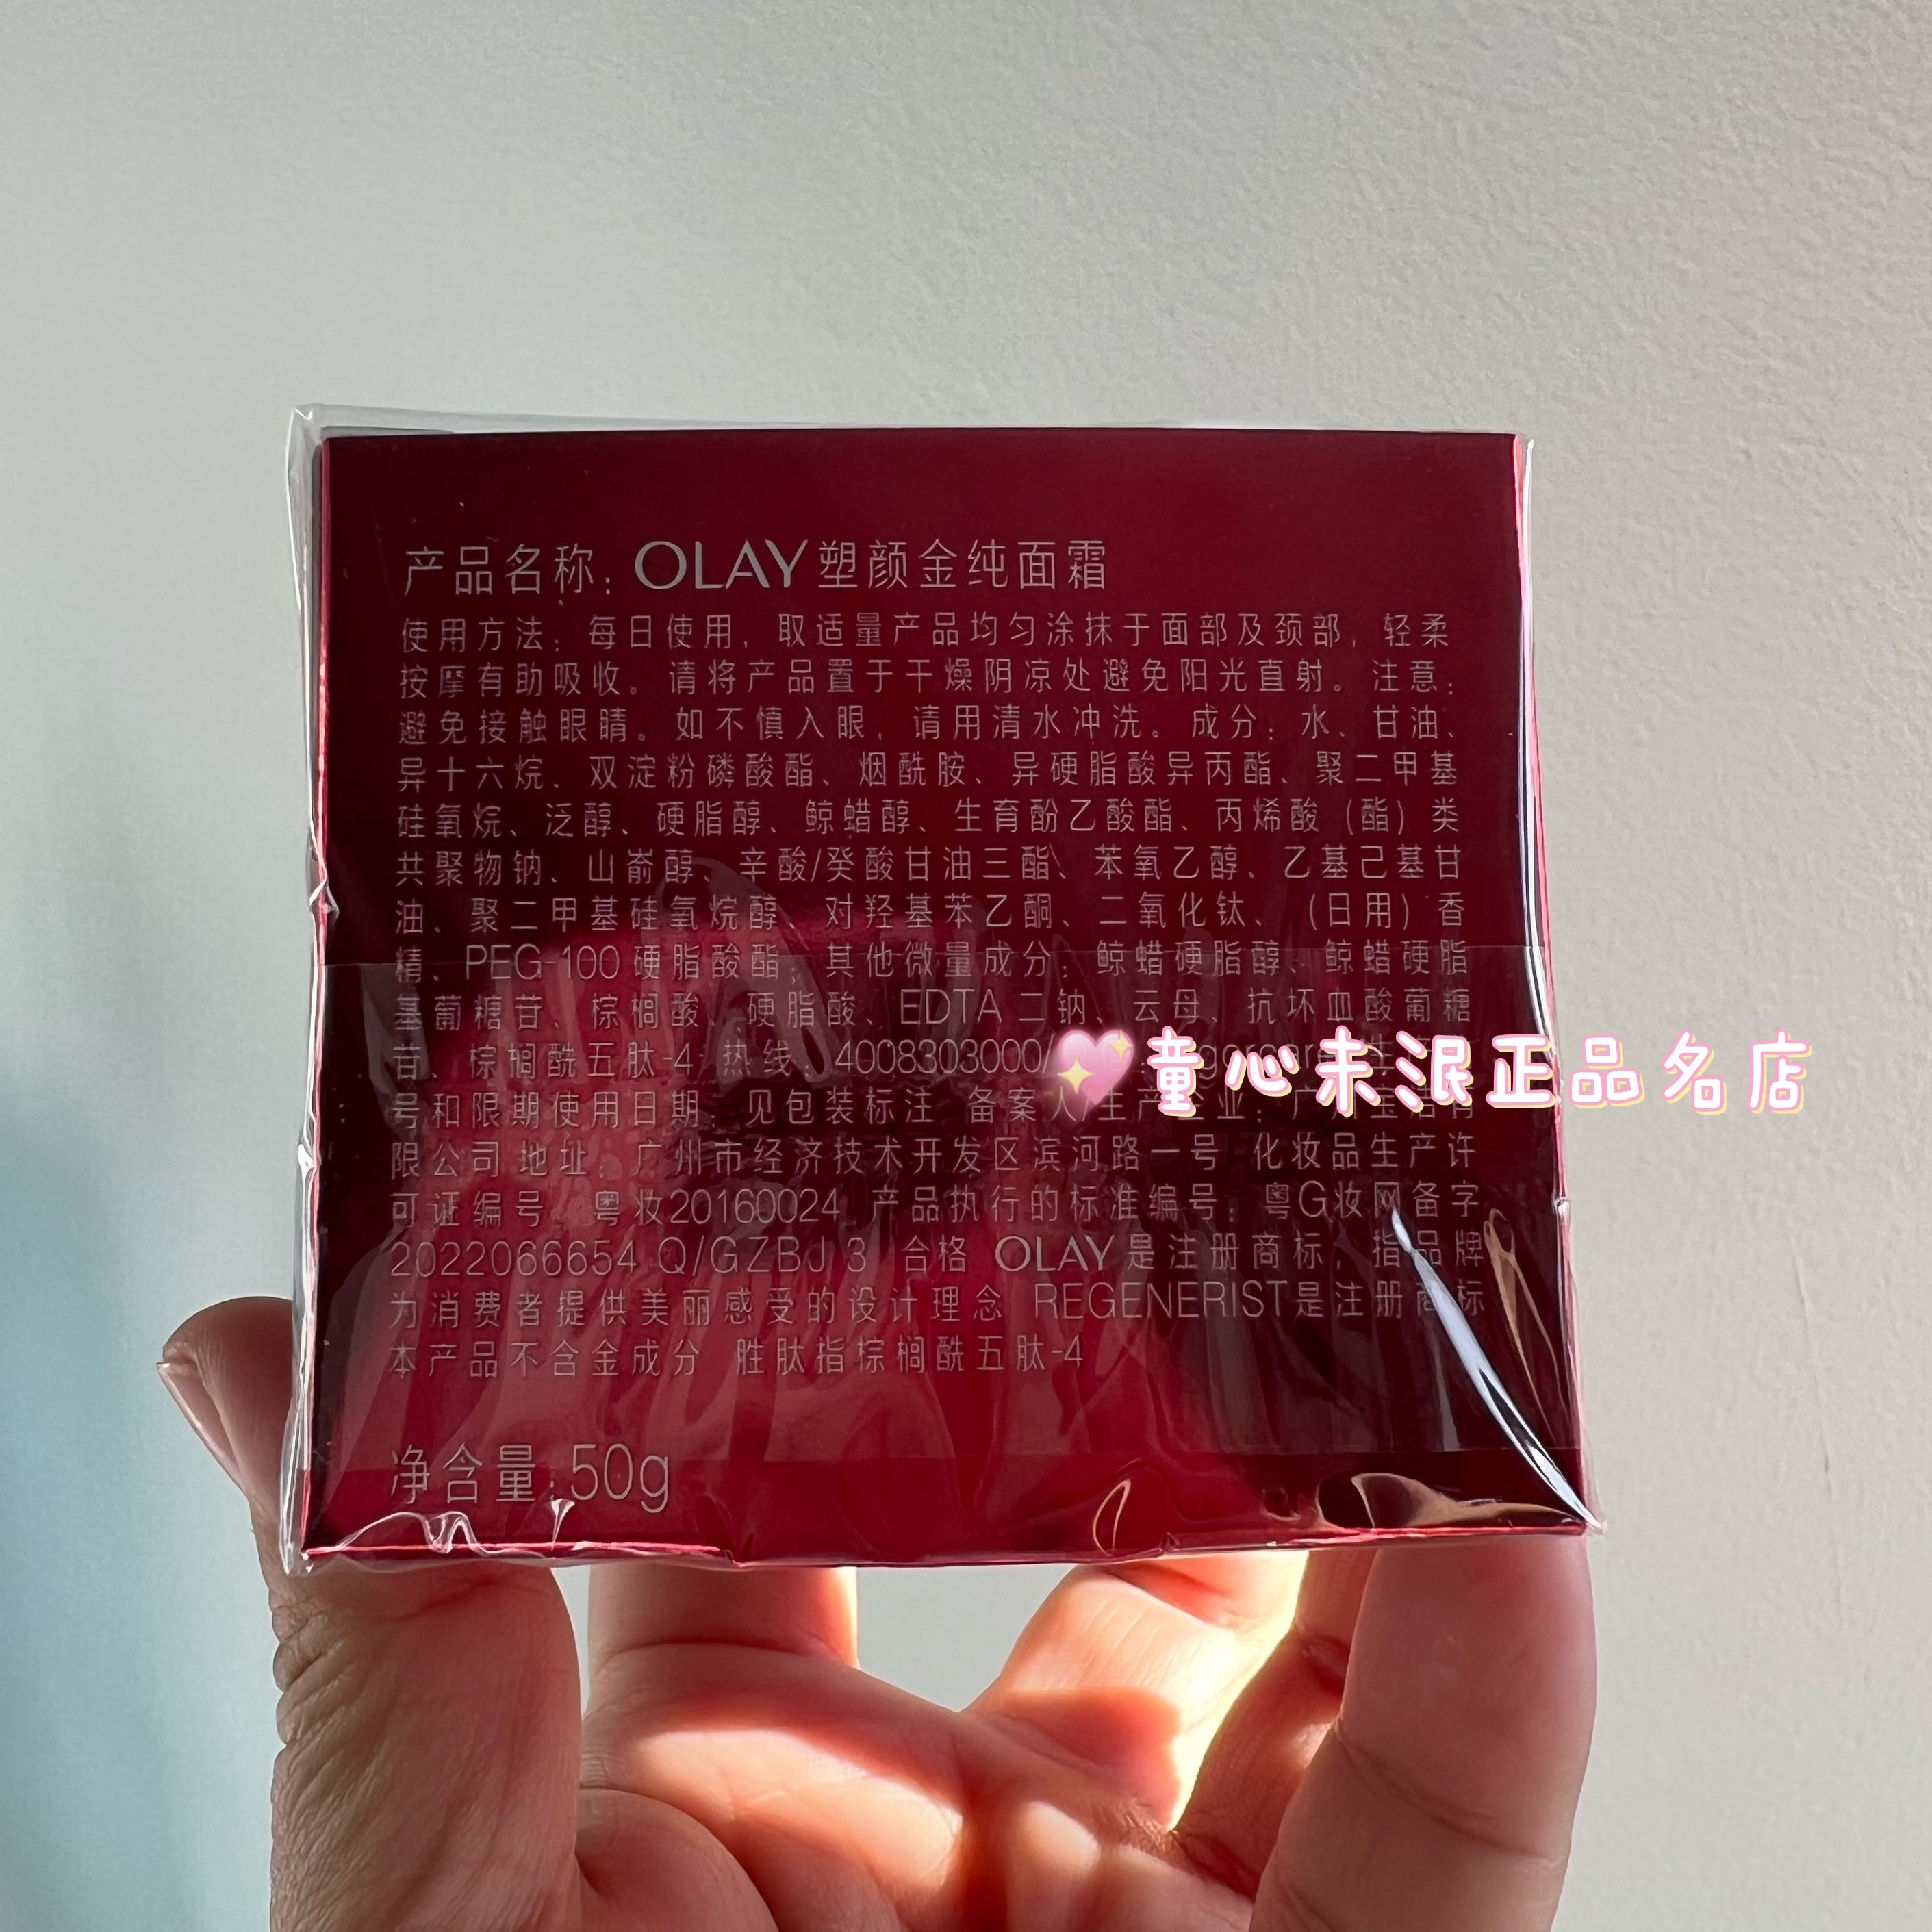 产品名称：OLAY塑颜金纯面霜
使用方法：每日使用，取适量产品均匀涂抹于面部及颈部，轻柔
按摩有助吸收。请将产品置于干燥阴凉处避免阳光直射。注意：
避免接触眼睛。如不慎入眼，请用清水冲洗。成分：水、甘油、
异十六烷、双淀粉磷酸酯、烟酰胺、异硬脂酸异丙酯、聚二甲基
硅氧烷、泛醇、硬脂醇、鲸蜡醇、生育酚乙酸酯、丙烯酸（酯）类
共聚物钠、山嵛醇、辛酸/癸酸甘油三酯、苯氧乙醇、乙基己基甘
油、聚二甲基硅氧烷醇、对羟基苯乙酮、二氧化钛、（日用）香
精、PEG-100硬脂酸酯；其他微量成分：鲸蜡硬脂醇、鲸蜡硬脂
基葡糖苷、棕榈酸、硬脂酸、EDTA二钠、云母、抗坏血酸葡糖
苷、棕榈酰五肽-4 热线：4008303000/
童心未泯正品名店
号和限期使用日期：见包装标注 备案人/生产企业：
限公司 地址：广州市经济技术开发区滨河路一号 化妆品生产许
可证编号：粤妆20160024 产品执行的标准编号：粤G妆网备字
2022066654 Q/GZBJ 3 合格 OLAY是注册商标，指品牌
为消费者提供美丽感受的设计理念 REGENERIST是注册商标
本产品不含金成分 胜肽指棕榈酰五肽-4
净含量：50g